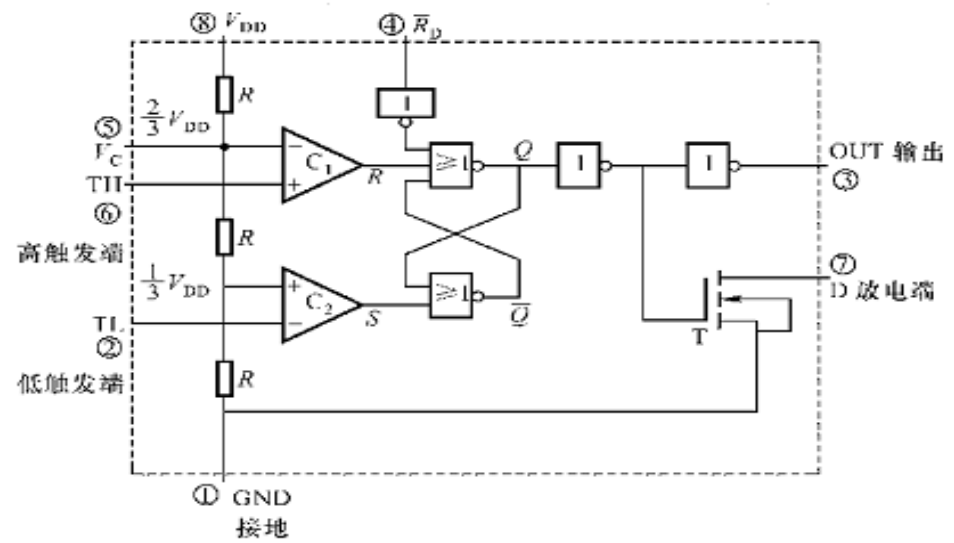 ⑧ V_DD
④ R̅_D
R
2/3 V_DD
⑤
V_C
TH
⑥
高触发端
− C₁ +
R
1
≥1
Q
1
1
OUT 输出
③
R
1/3 V_DD
+ C₂ −
S
≥1
Q̅
⑦
D 放电端
T
TL
②
低触发端
R
① GND
接地